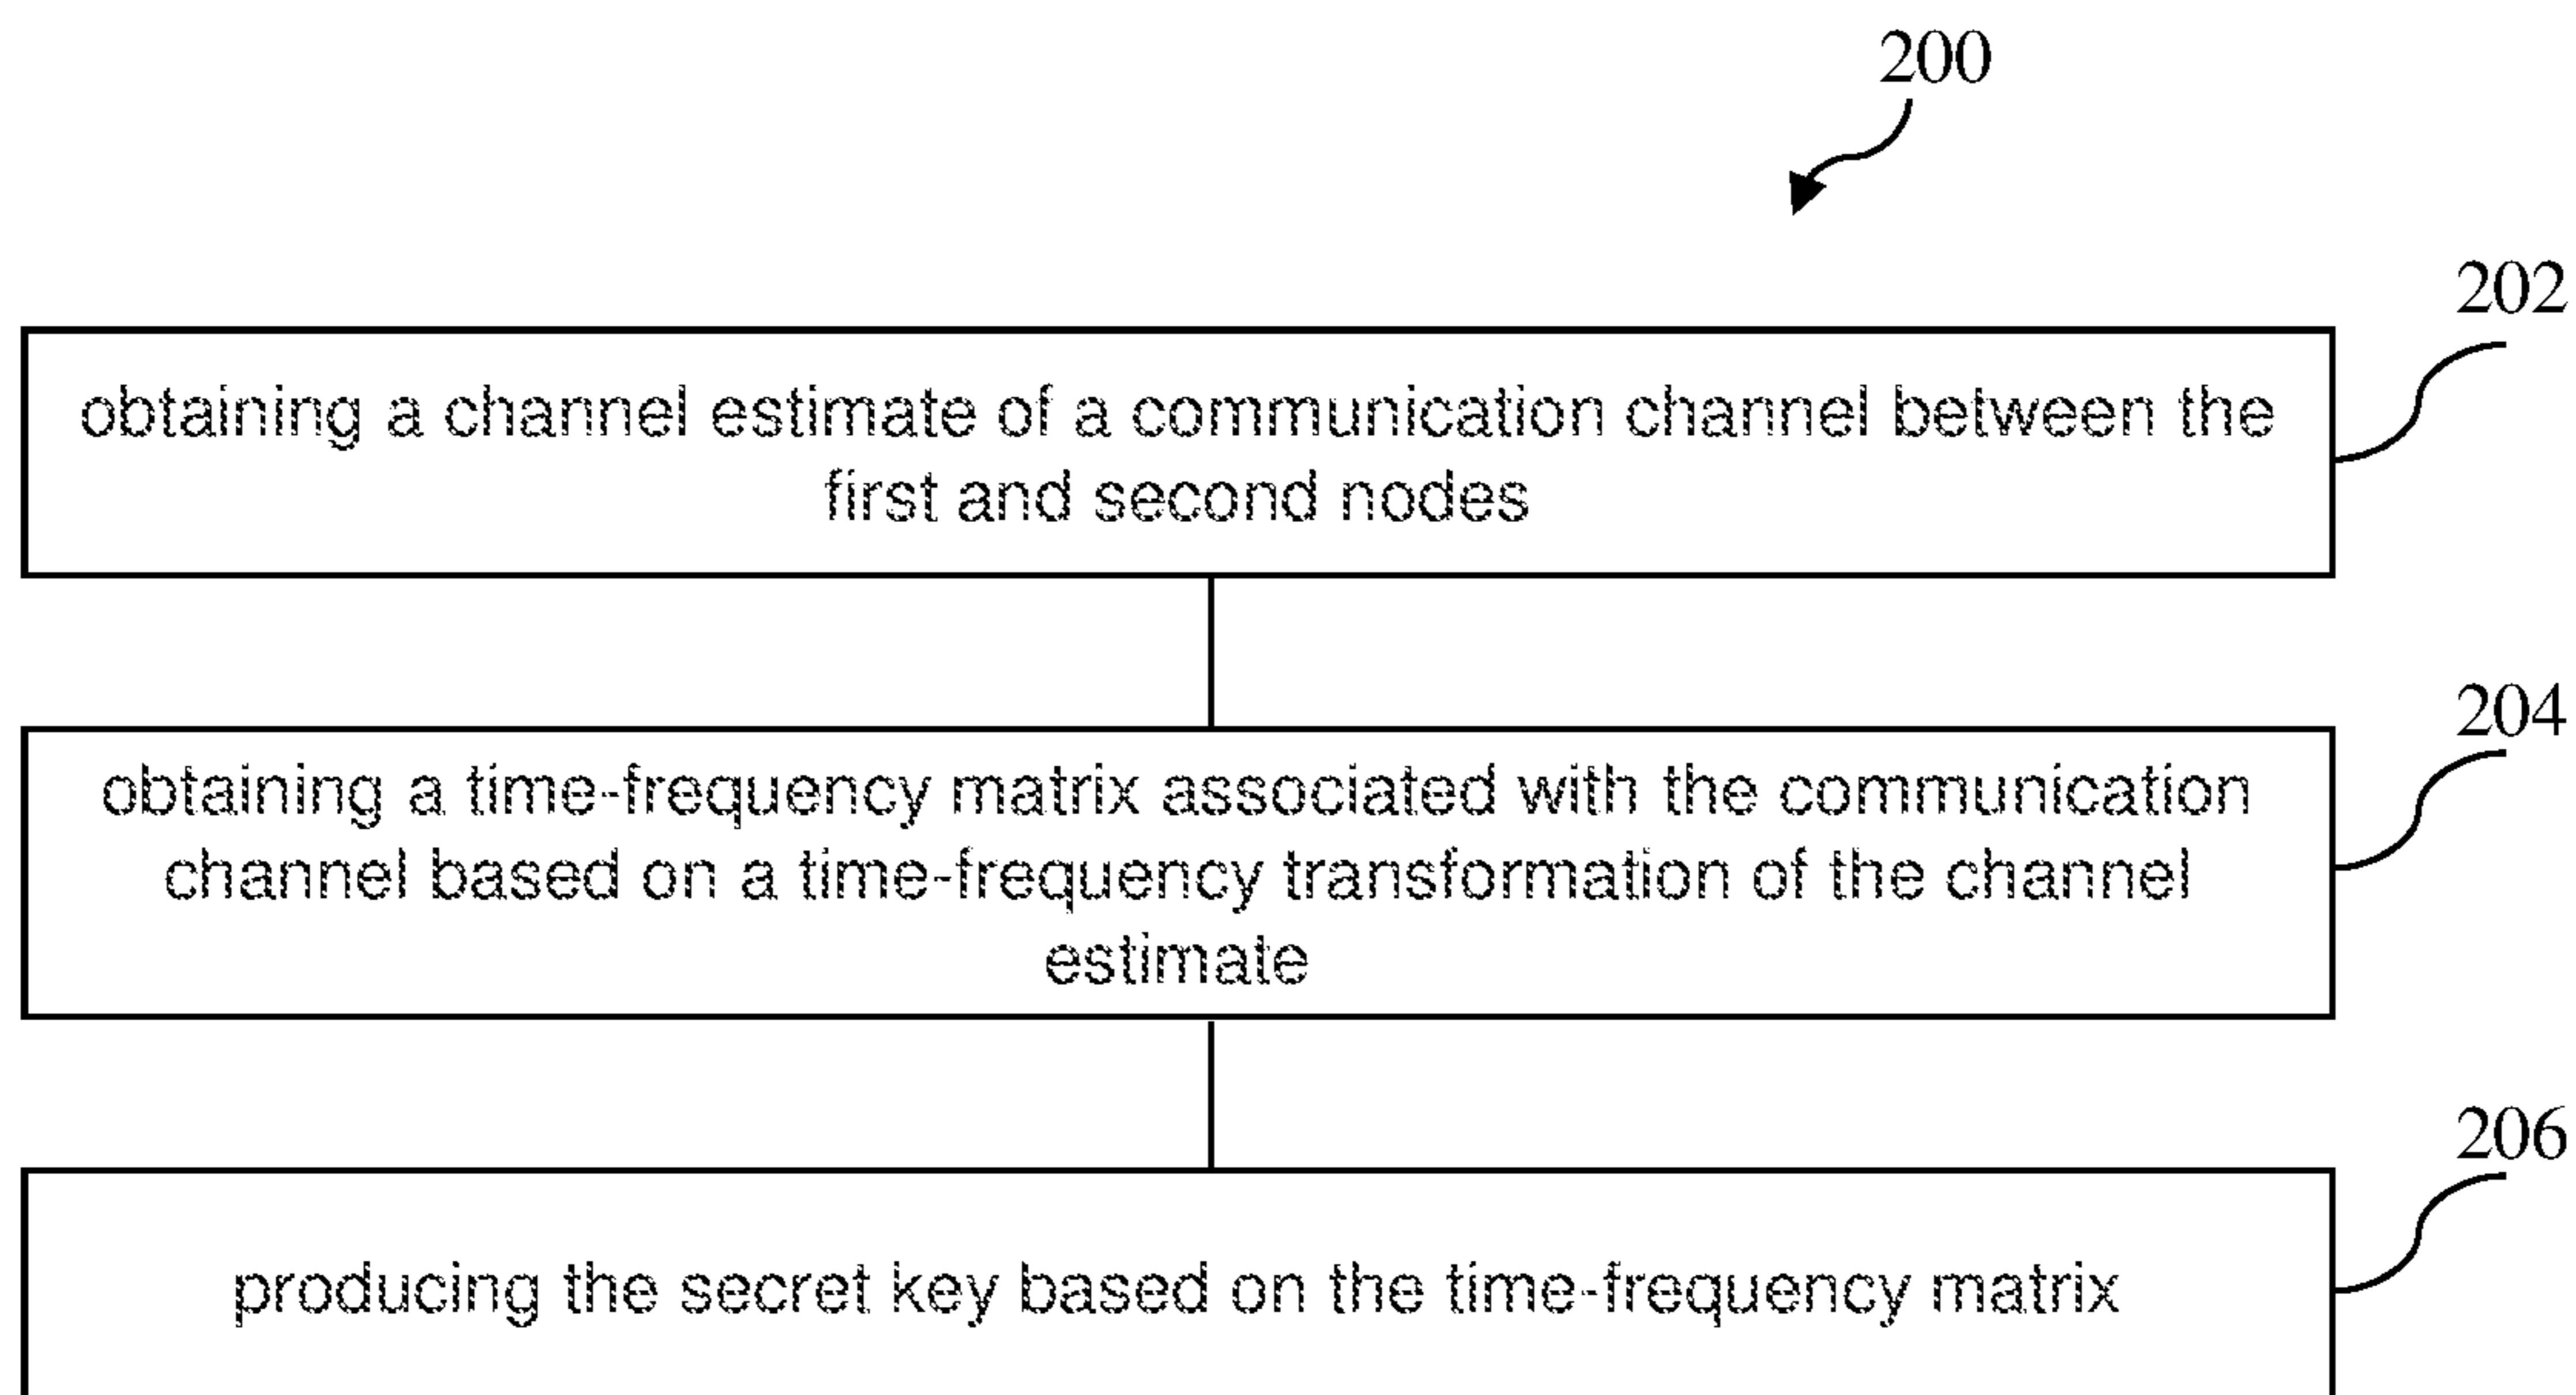 200
202
obtaining a channel estimate of a communication channel between the
first and second nodes
204
obtaining a time-frequency matrix associated with the communication
channel based on a time-frequency transformation of the channel
estimate
206
producing the secret key based on the time-frequency matrix